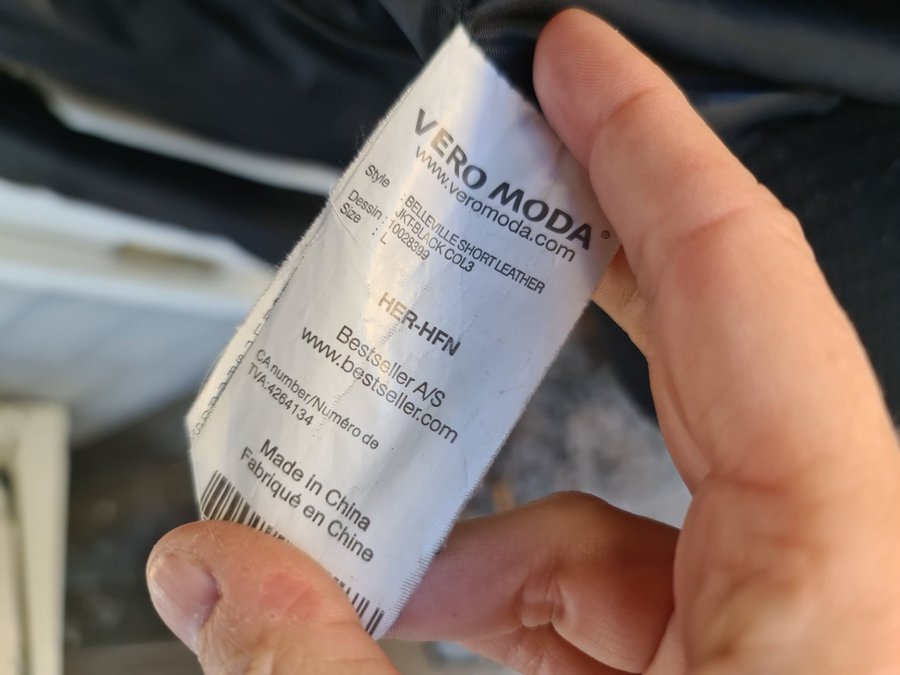 VERO MODA®
www.veromoda.com
Style : BELLEVILLE SHORT LEATHER
JKT-BLACK COL3
Dessin : 10028399
Size : L
HER-HFN
Bestseller A/S
www.bestseller.com
CA number/Numéro de
TVA:4264134
Made in China
Fabriqué en Chine